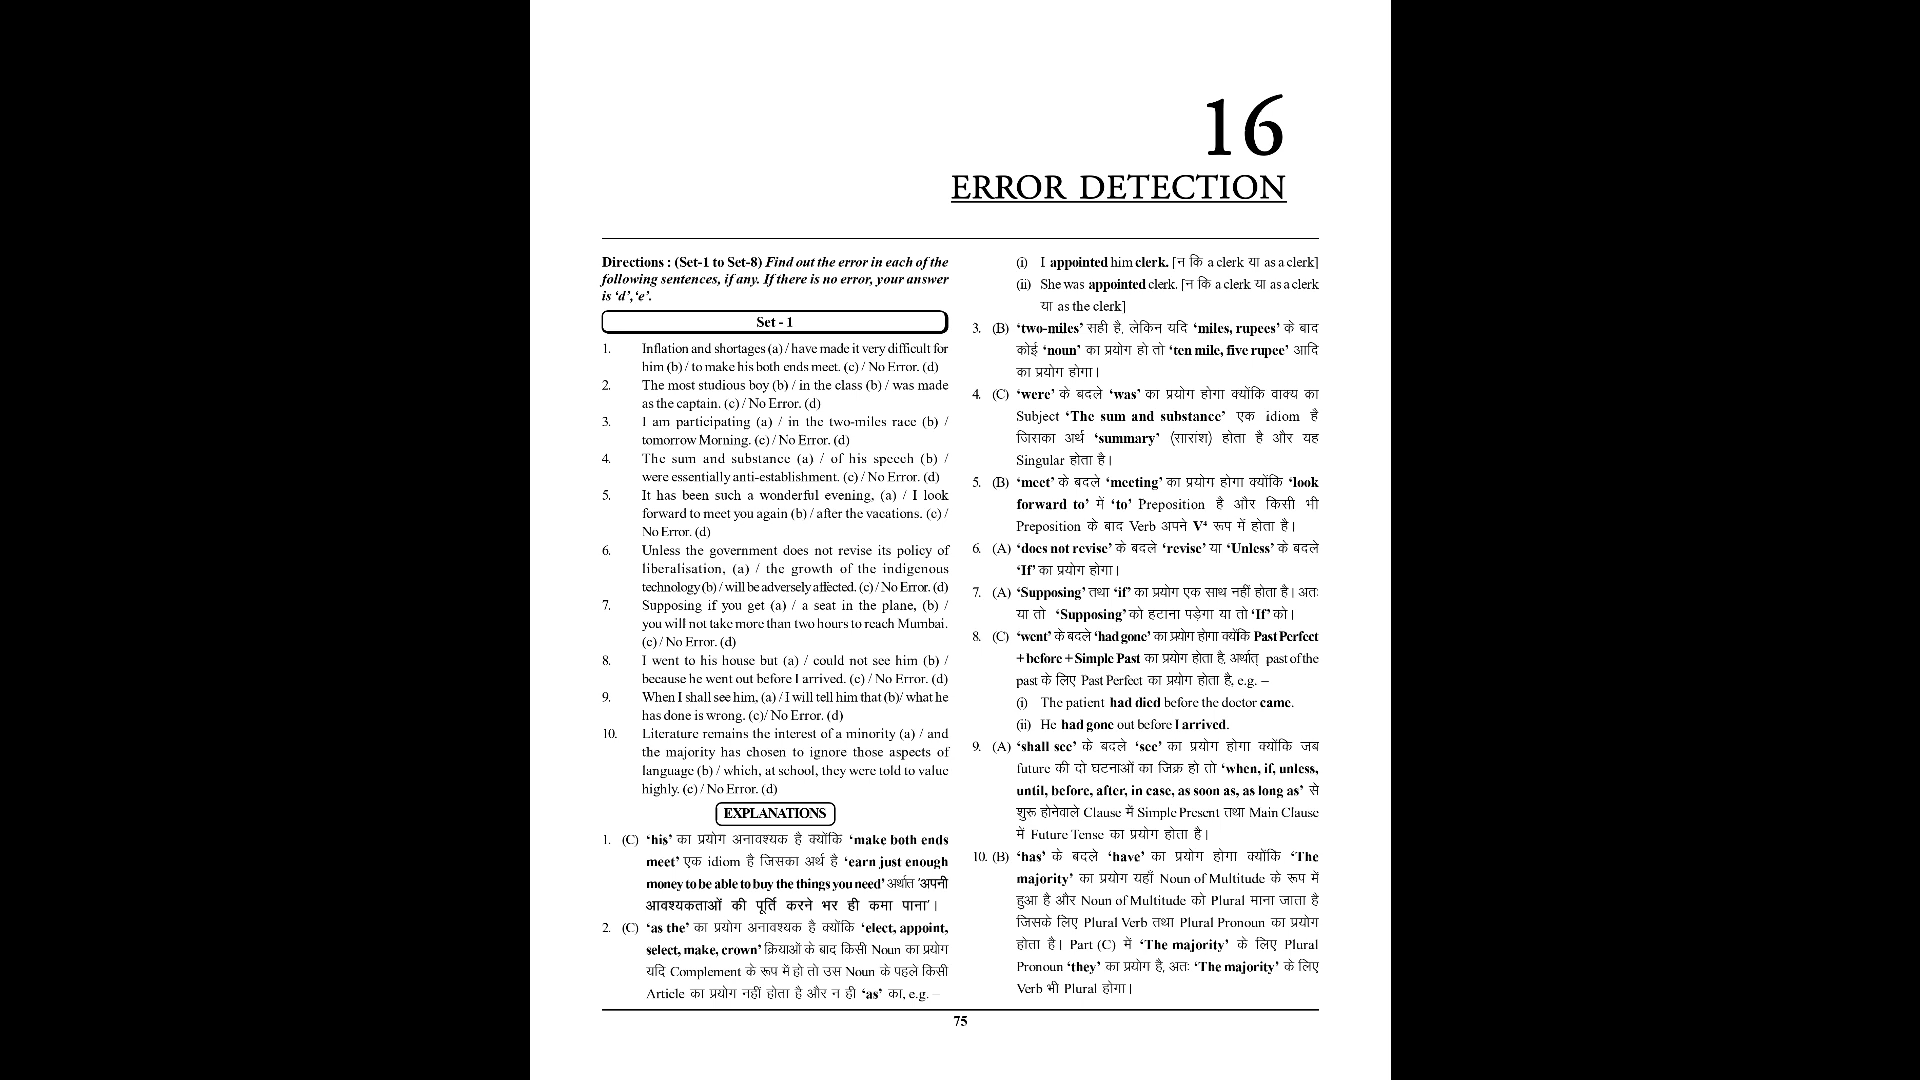 16
ERROR DETECTION
Directions : (Set-1 to Set-8) Find out the error in each of the
following sentences, if any. If there is no error, your answer
is ‘d’,‘e’.
Set - 1
1. Inflation and shortages (a) / have made it very difficult for
him (b) / to make his both ends meet. (c) / No Error. (d)
2. The most studious boy (b) / in the class (b) / was made
as the captain. (c) / No Error. (d)
3. I am participating (a) / in the two-miles race (b) /
tomorrow Morning. (c) / No Error. (d)
4. The sum and substance (a) / of his speech (b) /
were essentially anti-establishment. (c) / No Error. (d)
5. It has been such a wonderful evening, (a) / I look
forward to meet you again (b) / after the vacations. (c) /
No Error. (d)
6. Unless the government does not revise its policy of
liberalisation, (a) / the growth of the indigenous
technology (b) / will be adversely affected. (c) / No Error. (d)
7. Supposing if you get (a) / a seat in the plane, (b) /
you will not take more than two hours to reach Mumbai.
(c) / No Error. (d)
8. I went to his house but (a) / could not see him (b) /
because he went out before I arrived. (c) / No Error. (d)
9. When I shall see him, (a) / I will tell him that (b)/ what he
has done is wrong. (c)/ No Error. (d)
10. Literature remains the interest of a minority (a) / and
the majority has chosen to ignore those aspects of
language (b) / which, at school, they were told to value
highly. (c) / No Error. (d)
EXPLANATIONS
1. (C) ‘his’ का प्रयोग अनावश्यक है क्योंकि ‘make both ends
meet’ एक idiom है जिसका अर्थ है ‘earn just enough
money to be able to buy the things you need’ अर्थात ‘अपनी
आवश्यकताओं की पूर्ति करने भर ही कमा पाना’।
2. (C) ‘as the’ का प्रयोग अनावश्यक है क्योंकि ‘elect, appoint,
select, make, crown’ क्रियाओं के बाद किसी Noun का प्रयोग
यदि Complement के रूप में हो तो उस Noun के पहले किसी
Article का प्रयोग नहीं होता है और न ही ‘as’ का, e.g. –
(i) I appointed him clerk. [न कि a clerk या as a clerk]
(ii) She was appointed clerk. [न कि a clerk या as a clerk
या as the clerk]
3. (B) ‘two-miles’ सही है, लेकिन यदि ‘miles, rupees’ के बाद
कोई ‘noun’ का प्रयोग हो तो ‘ten mile, five rupee’ आदि
का प्रयोग होगा।
4. (C) ‘were’ के बदले ‘was’ का प्रयोग होगा क्योंकि वाक्य का
Subject ‘The sum and substance’ एक idiom है
जिसका अर्थ ‘summary’ (सारांश) होता है और यह
Singular होता है।
5. (B) ‘meet’ के बदले ‘meeting’ का प्रयोग होगा क्योंकि ‘look
forward to’ में ‘to’ Preposition है और किसी भी
Preposition के बाद Verb अपने V⁴ रूप में होता है।
6. (A) ‘does not revise’ के बदले ‘revise’ या ‘Unless’ के बदले
‘If’ का प्रयोग होगा।
7. (A) ‘Supposing’ तथा ‘if’ का प्रयोग एक साथ नहीं होता है। अतः
या तो ‘Supposing’ को हटाना पड़ेगा या तो ‘If’ को।
8. (C) ‘went’ के बदले ‘had gone’ का प्रयोग होगा क्योंकि Past Perfect
+ before + Simple Past का प्रयोग होता है, अर्थात् past of the
past के लिए Past Perfect का प्रयोग होता है, e.g. –
(i) The patient had died before the doctor came.
(ii) He had gone out before I arrived.
9. (A) ‘shall see’ के बदले ‘see’ का प्रयोग होगा क्योंकि जब
future की दो घटनाओं का जिक्र हो तो ‘when, if, unless,
until, before, after, in case, as soon as, as long as’ से
शुरू होनेवाले Clause में Simple Present तथा Main Clause
में Future Tense का प्रयोग होता है।
10. (B) ‘has’ के बदले ‘have’ का प्रयोग होगा क्योंकि ‘The
majority’ का प्रयोग यहाँ Noun of Multitude के रूप में
हुआ है और Noun of Multitude को Plural माना जाता है
जिसके लिए Plural Verb तथा Plural Pronoun का प्रयोग
होता है। Part (C) में ‘The majority’ के लिए Plural
Pronoun ‘they’ का प्रयोग है, अतः ‘The majority’ के लिए
Verb भी Plural होगा।
75